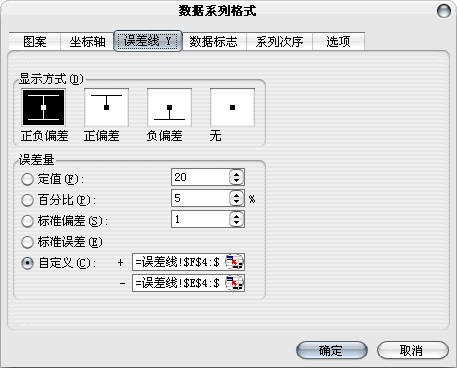 数据系列格式
图案 坐标轴 误差线 Y 数据标志 系列次序 选项
显示方式(D)
正负偏差 正偏差 负偏差 无
误差量
定值(F): 20
百分比(P): 5 %
标准偏差(S): 1
标准误差(E)
自定义(C): + =误差线!$F$4:$
- =误差线!$E$4:$
确定 取消